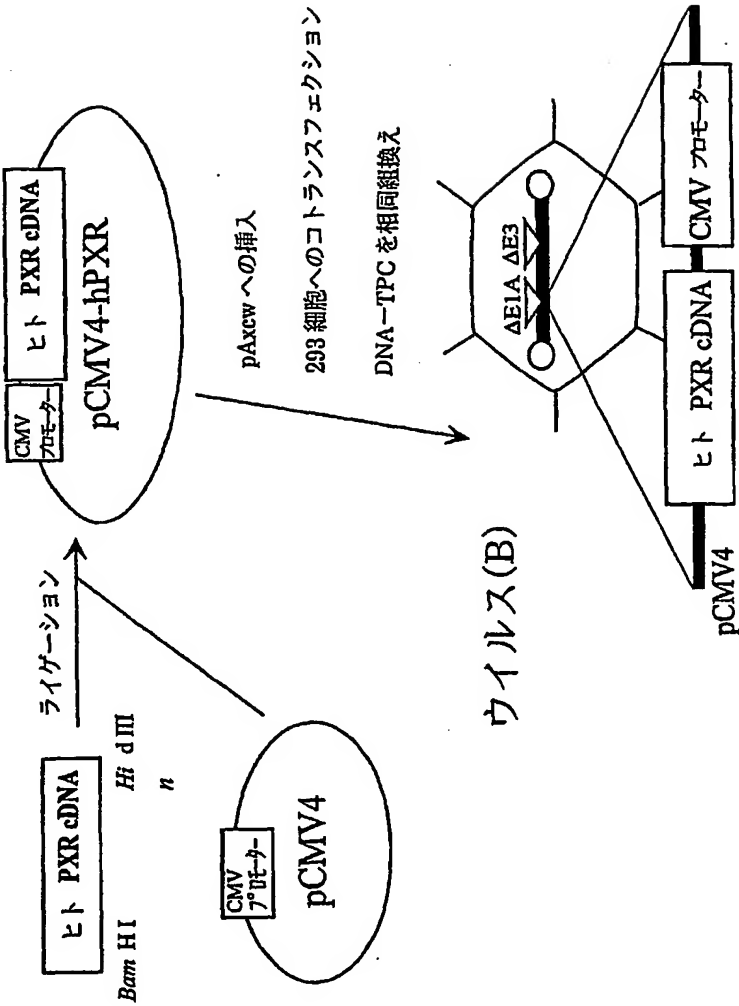 ヒト PXR cDNA
Bam H I
Hi d III
n
ライゲーション
CMV
プロモーター
pCMV4
CMV
プロモーター
ヒト PXR cDNA
pCMV4-hPXR
pAxcw への挿入
293 細胞へのコトランスフェクション
DNA－TPC を相同組換え
ウイルス(B)
ΔE1A ΔE3
pCMV4
ヒト PXR cDNA
CMV プロモーター